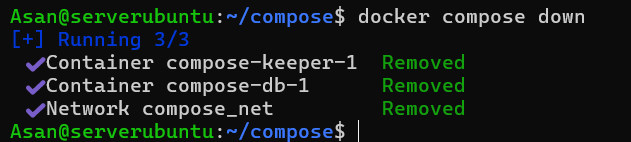 Asan@serverubuntu:~/compose$ docker compose down
[+] Running 3/3
✔Container compose-keeper-1 Removed
✔Container compose-db-1 Removed
✔Network compose_net Removed
Asan@serverubuntu:~/compose$